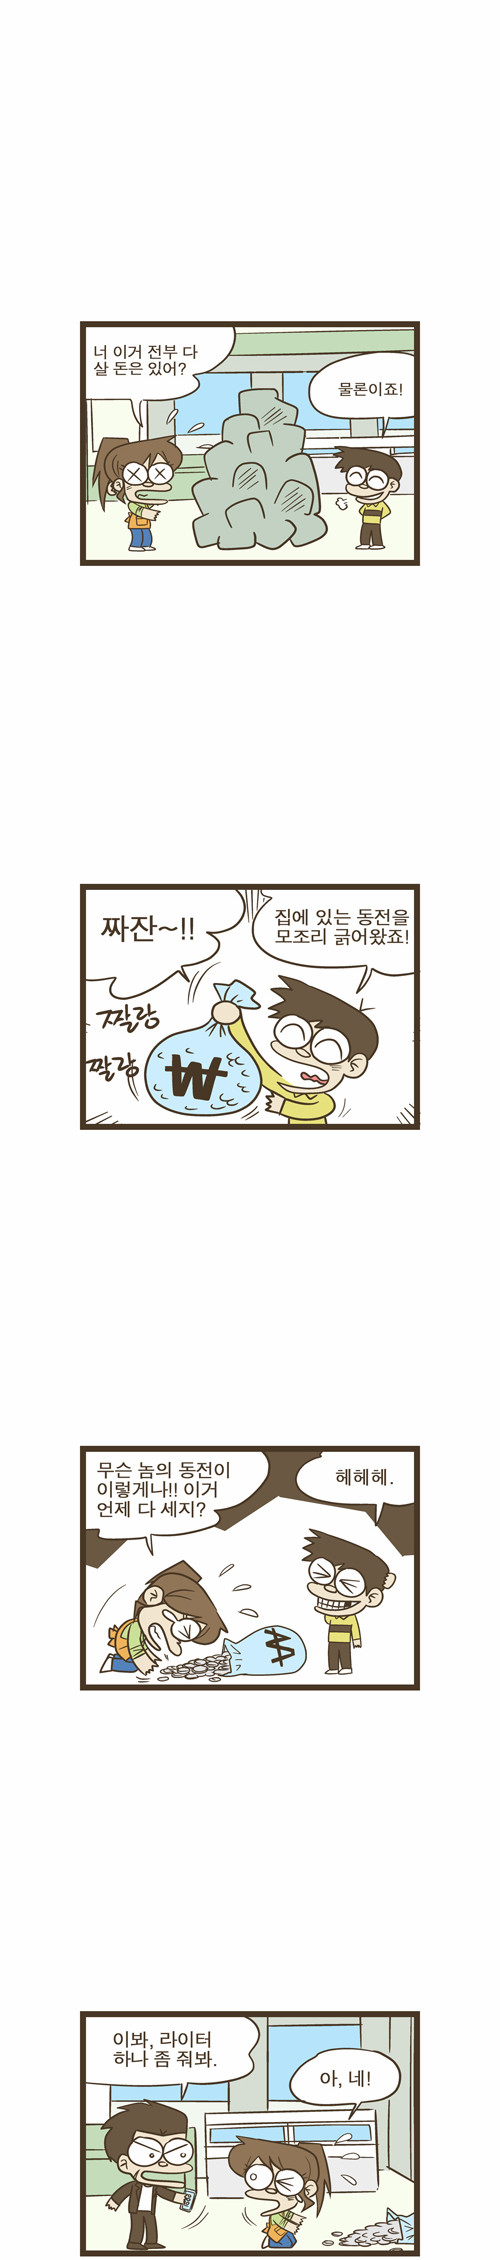 너 이거 전부 다
살 돈은 있어?
물론이죠!
짜잔~!!
집에 있는 동전을
모조리 긁어왔죠!
짤랑
짤랑
₩
무슨 놈의 동전이
이렇게나!! 이거
언제 다 세지?
헤헤헤.
₩
이봐, 라이터
하나 좀 줘봐.
아, 네!